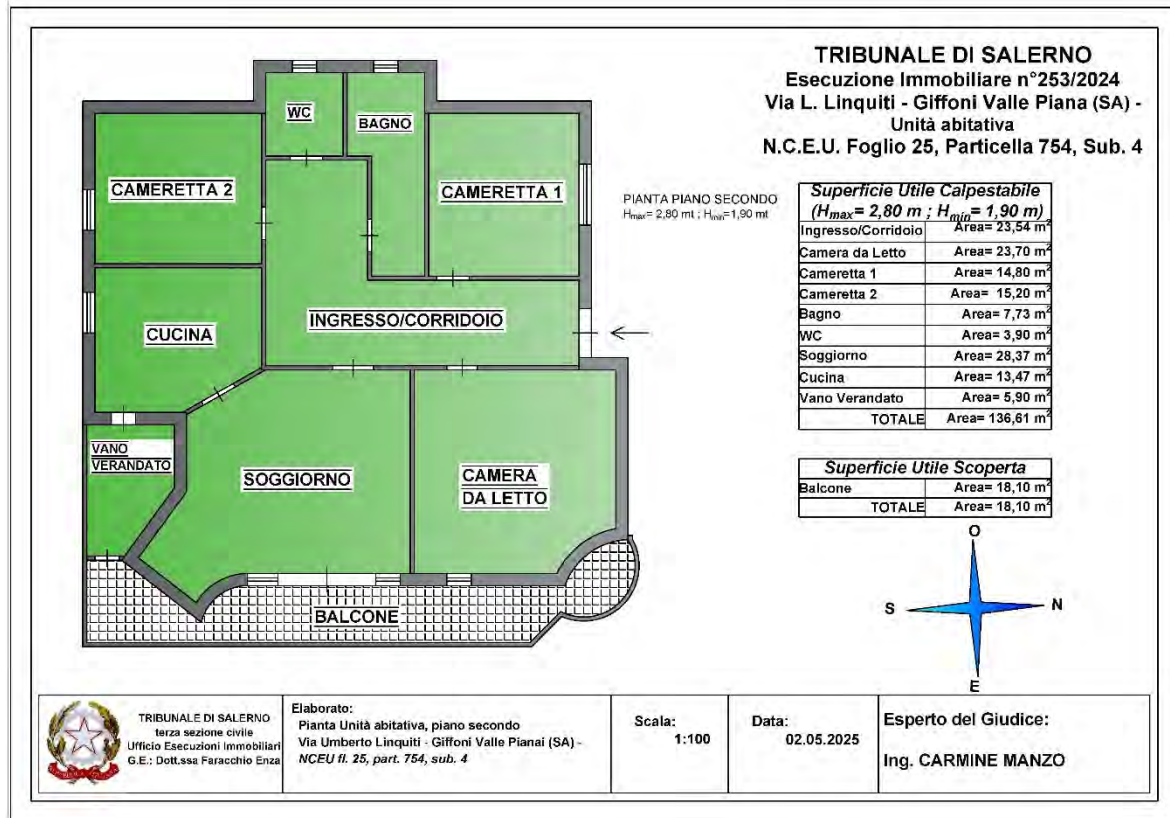 TRIBUNALE DI SALERNO
Esecuzione Immobiliare n°253/2024
Via L. Linquiti - Giffoni Valle Piana (SA) -
Unità abitativa
N.C.E.U. Foglio 25, Particella 754, Sub. 4
WC
BAGNO
CAMERETTA 2
CAMERETTA 1
CUCINA
INGRESSO/CORRIDOIO
VANO
VERANDATO
SOGGIORNO
CAMERA
DA LETTO
BALCONE
PIANTA PIANO SECONDO
Hmax= 2,80 mt ; Hmin=1,90 mt
Superficie Utile Calpestabile
(Hmax= 2,80 m ; Hmin= 1,90 m)
Ingresso/Corridoio Area= 23,54 m²
Camera da Letto Area= 23,70 m²
Cameretta 1 Area= 14,80 m²
Cameretta 2 Area= 15,20 m²
Bagno Area= 7,73 m²
WC Area= 3,90 m²
Soggiorno Area= 28,37 m²
Cucina Area= 13,47 m²
Vano Verandato Area= 5,90 m²
TOTALE Area= 136,61 m²
Superficie Utile Scoperta
Balcone Area= 18,10 m²
TOTALE Area= 18,10 m²
O
S
N
E
TRIBUNALE DI SALERNO
terza sezione civile
Ufficio Esecuzioni Immobiliari
G.E.: Dott.ssa Faracchio Enza
Elaborato:
Pianta Unità abitativa, piano secondo
Via Umberto Linquiti - Giffoni Valle Pianai (SA) -
NCEU fl. 25, part. 754, sub. 4
Scala:
1:100
Data:
02.05.2025
Esperto del Giudice:
Ing. CARMINE MANZO